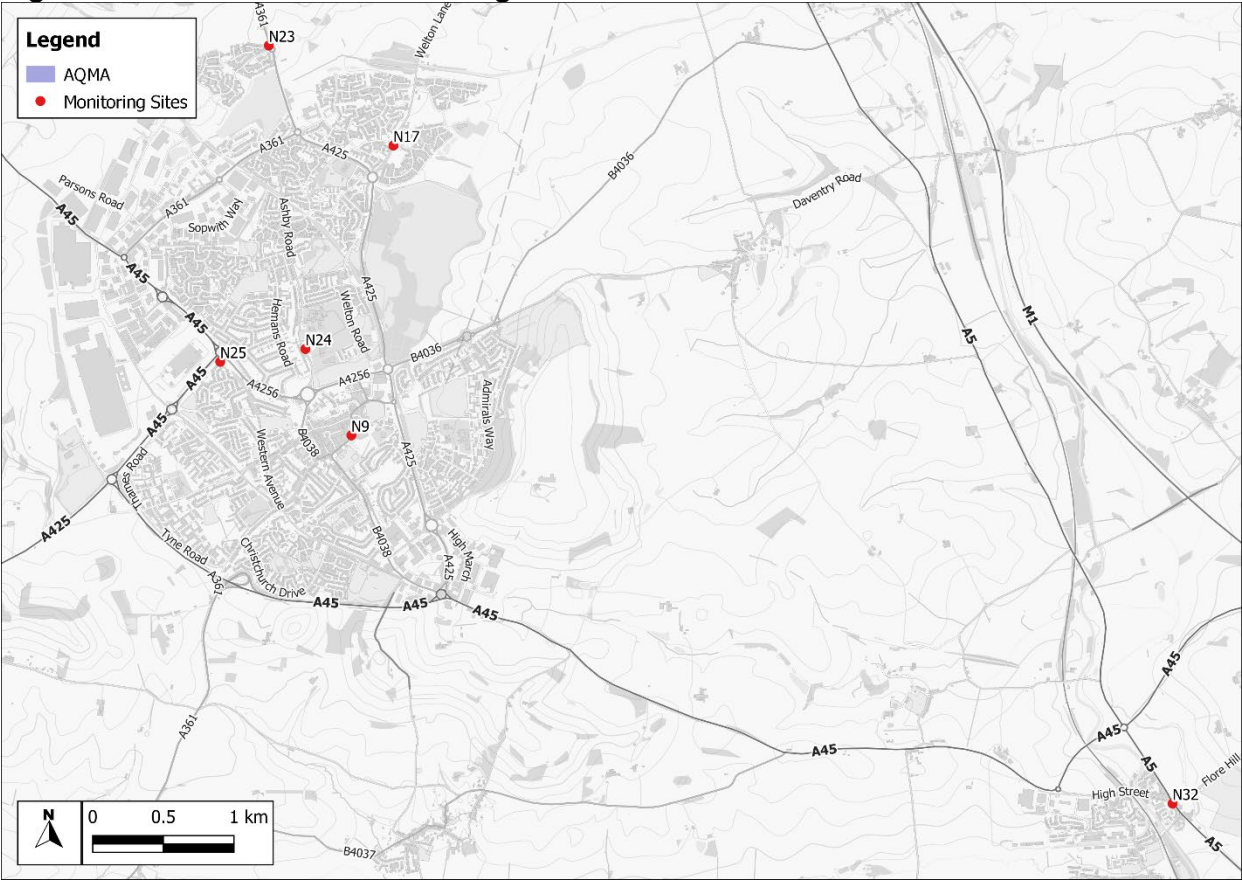 Legend
AQMA
Monitoring Sites
A361
N23
Welton Lane
N17
A361
A425
Parsons Road
A45
A361
Sopwith Way
Ashby Road
B4036
Daventry Road
A45
A425
Welton Road
Hemans Road
A45
N24
N25
B4036
A5
M1
A45
A4256
A4256
Admirals Way
A45
N9
B4038
A425
Western Avenue
Thames Road
A425
Tyne Road
A361
Christchurch Drive
B4038
High March
A425
A45
A45
A45
A361
A45
A45
A45
A5
Flore Hill
High Street
N32
A5
N
0 0.5 1 km
B4037